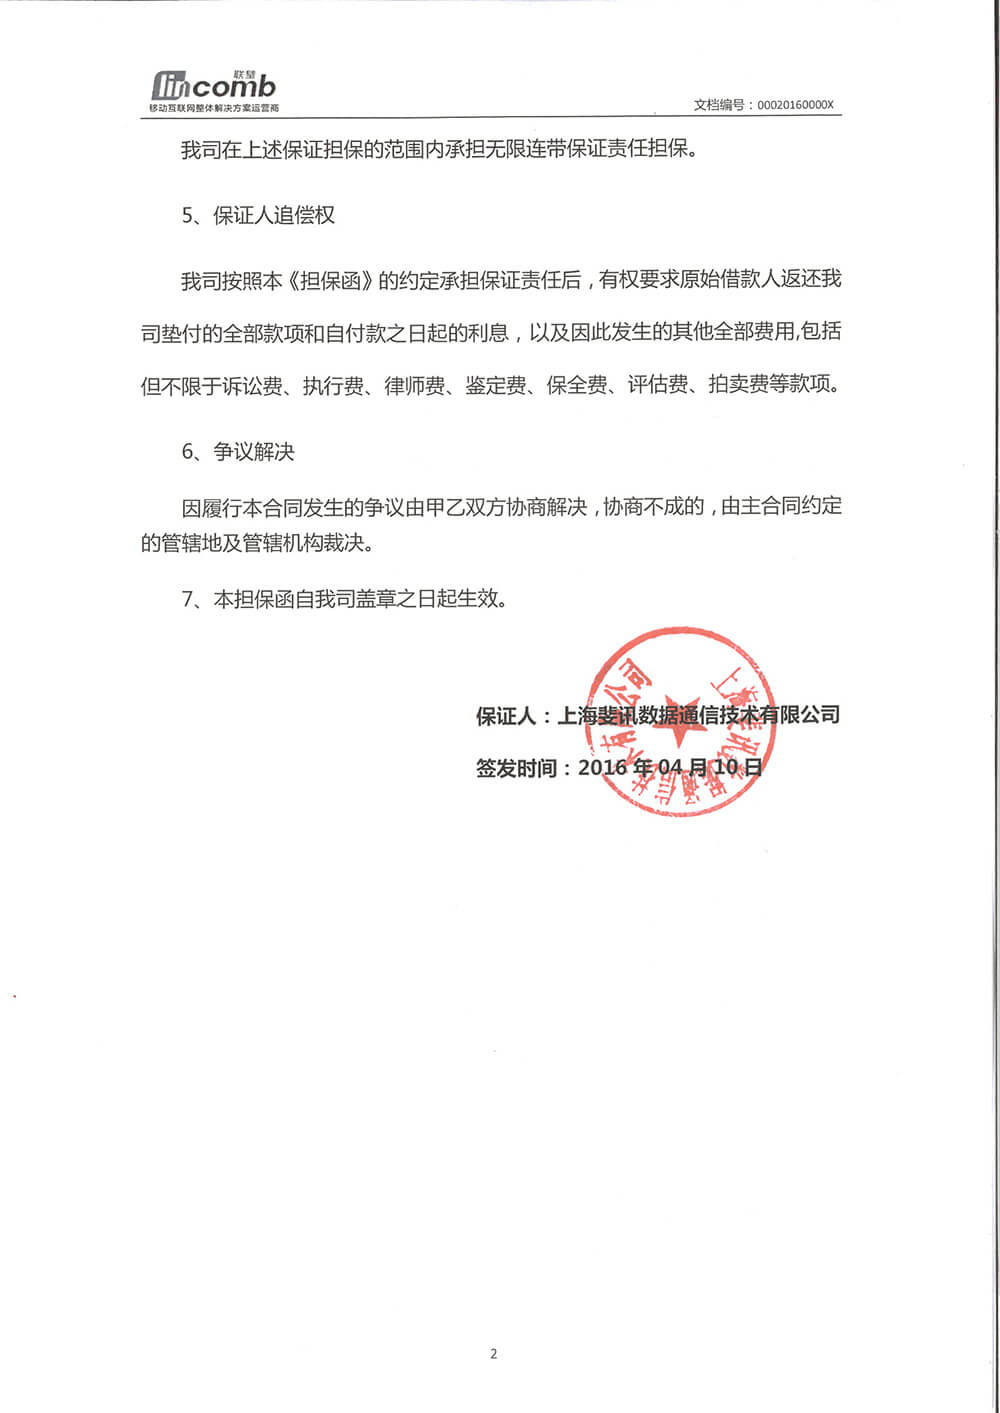 联堃
lincomb
移动互联网整体解决方案运营商
文档编号：00020160000X
我司在上述保证担保的范围内承担无限连带保证责任担保。
5、保证人追偿权
我司按照本《担保函》的约定承担保证责任后，有权要求原始借款人返还我
司垫付的全部款项和自付款之日起的利息，以及因此发生的其他全部费用,包括
但不限于诉讼费、执行费、律师费、鉴定费、保全费、评估费、拍卖费等款项。
6、争议解决
因履行本合同发生的争议由甲乙双方协商解决，协商不成的，由主合同约定
的管辖地及管辖机构裁决。
7、本担保函自我司盖章之日起生效。
保证人：上海斐讯数据通信技术有限公司
签发时间：2016 年 04 月 10 日
上海斐讯数据通信技术有限公司
2